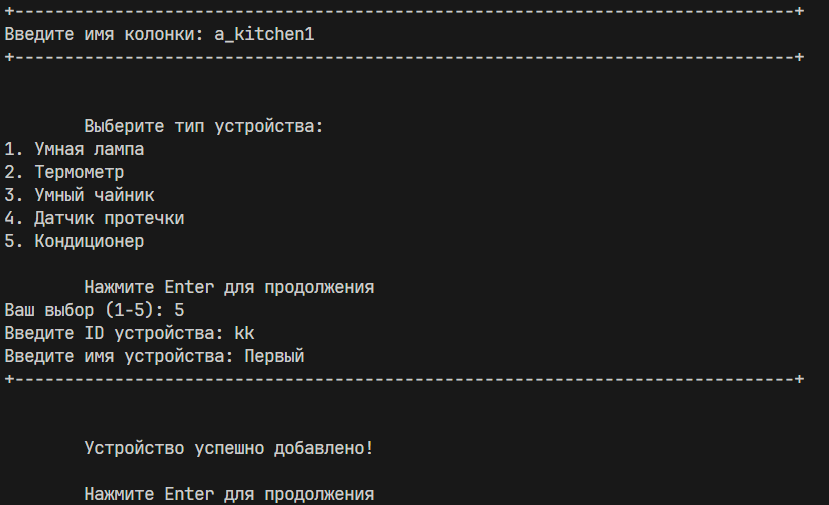 +------------------------------------------------------------------------------+
Введите имя колонки: a_kitchen1
+------------------------------------------------------------------------------+
Выберите тип устройства:
1. Умная лампа
2. Термометр
3. Умный чайник
4. Датчик протечки
5. Кондиционер
Нажмите Enter для продолжения
Ваш выбор (1-5): 5
Введите ID устройства: kk
Введите имя устройства: Первый
+------------------------------------------------------------------------------+
Устройство успешно добавлено!
Нажмите Enter для продолжения